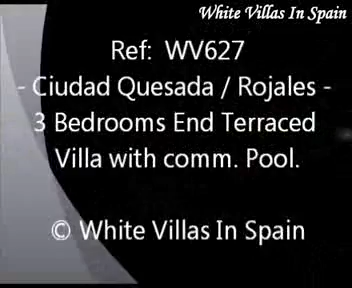 White Villas In Spain
Ref: WV627
- Ciudad Quesada / Rojales -
3 Bedrooms End Terraced
Villa with comm. Pool.
© White Villas In Spain